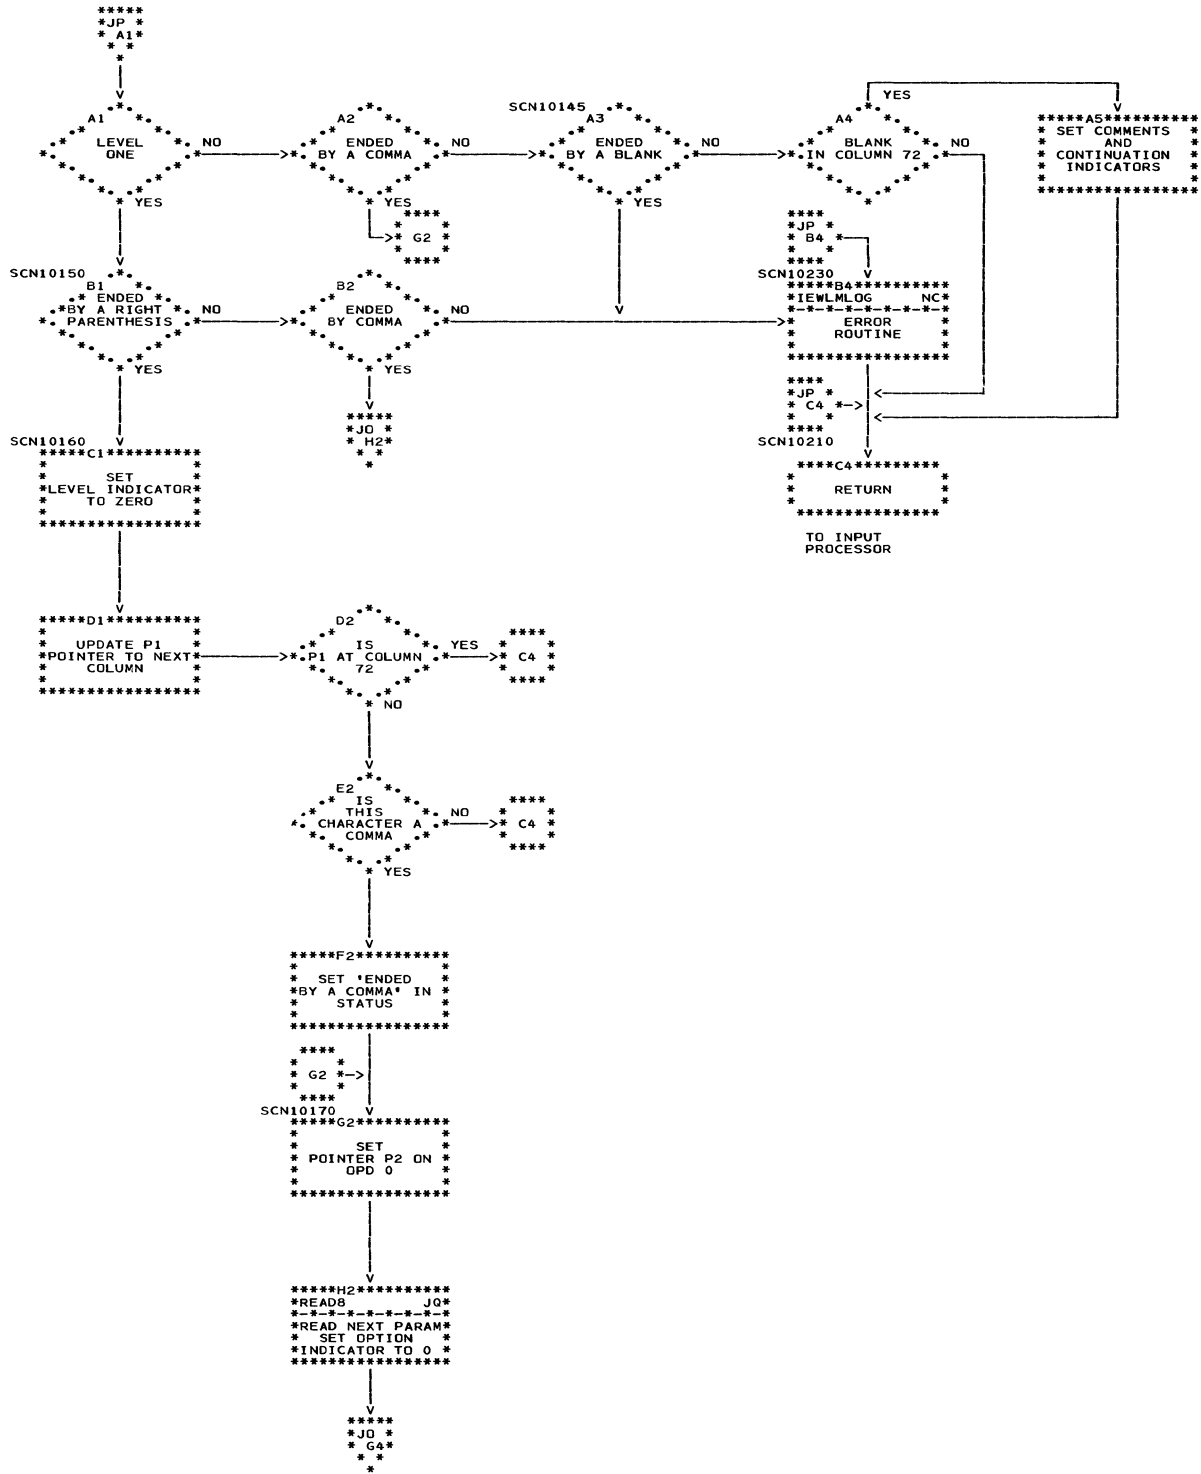 JP
A1
A1
LEVEL
ONE
NO
YES
A2
ENDED
BY A COMMA
NO
YES
G2
SCN10145
A3
ENDED
BY A BLANK
NO
YES
A4
BLANK
IN COLUMN 72
YES
NO
A5
SET COMMENTS
AND
CONTINUATION
INDICATORS
JP
B4
SCN10150
B1
ENDED
BY A RIGHT
PARENTHESIS
NO
YES
B2
ENDED
BY COMMA
NO
YES
JO
H2
SCN10230
B4
IEWLMLOG NC
ERROR
ROUTINE
JP
C4
SCN10210
C4
RETURN
TO INPUT
PROCESSOR
SCN10160
C1
SET
LEVEL INDICATOR
TO ZERO
D1
UPDATE P1
POINTER TO NEXT
COLUMN
D2
IS
P1 AT COLUMN
72
YES
C4
NO
E2
IS
THIS
CHARACTER A
COMMA
NO
C4
YES
F2
SET 'ENDED
BY A COMMA' IN
STATUS
G2
SCN10170
G2
SET
POINTER P2 ON
OPD 0
H2
READ8 JQ
READ NEXT PARAM
SET OPTION
INDICATOR TO 0
JO
G4